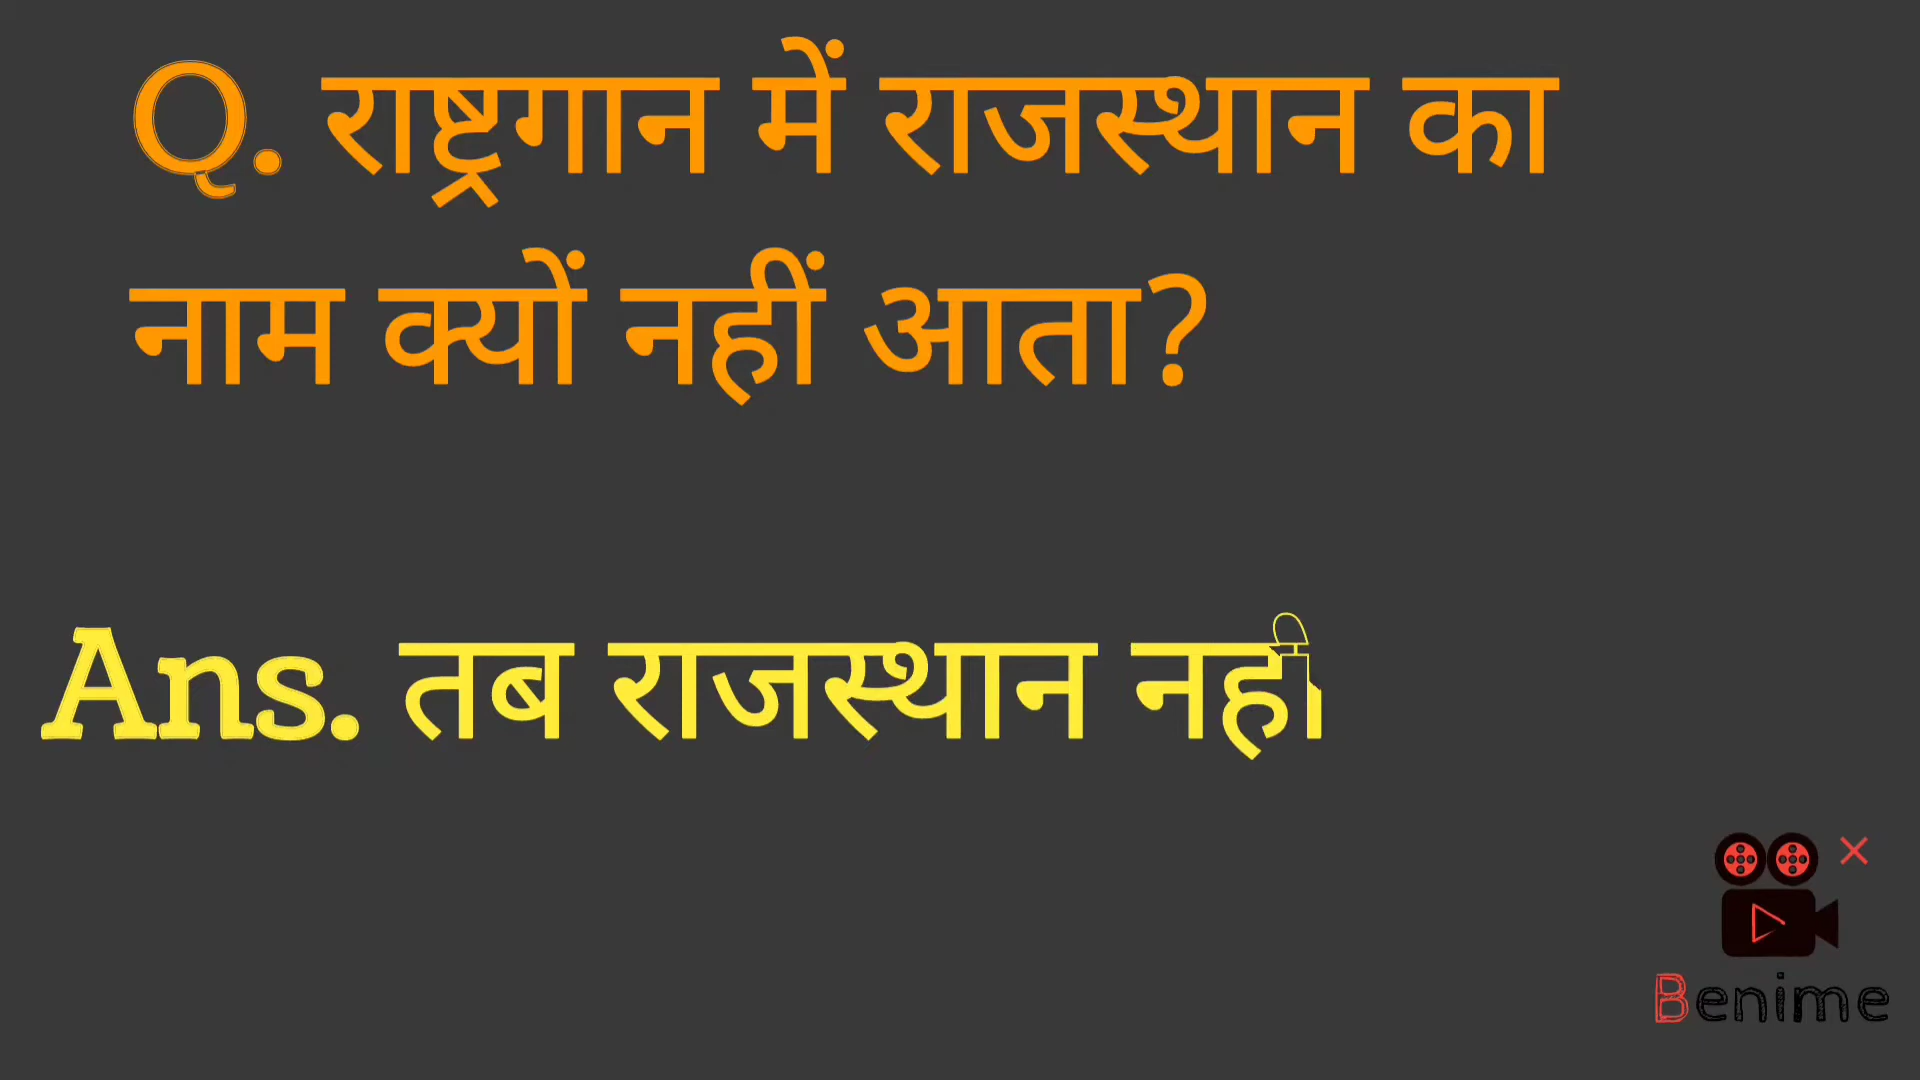 Q. राष्ट्रगान में राजस्थान का
नाम क्यों नहीं आता?
Ans. तब राजस्थान नही
Benime